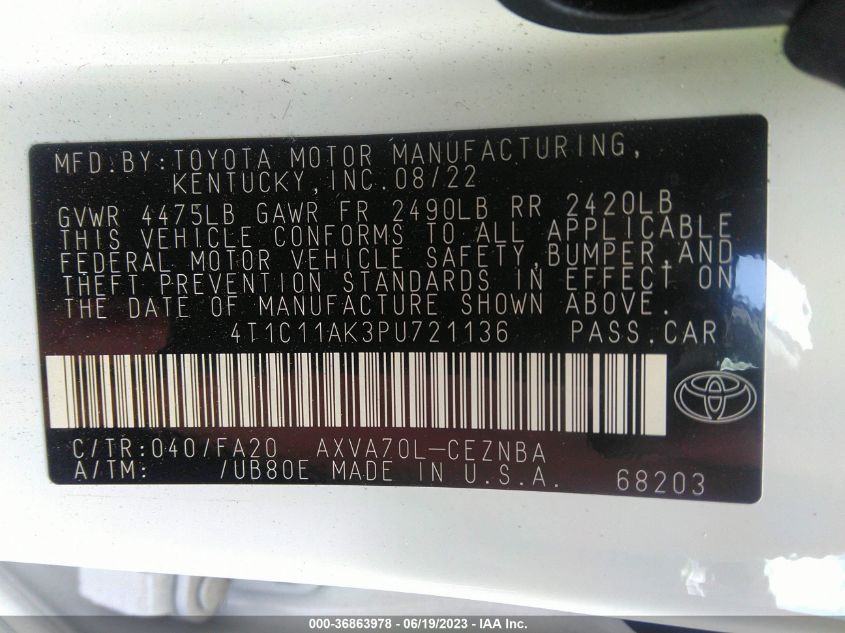 MFD.BY:TOYOTA MOTOR MANUFACTURING,
KENTUCKY,INC.08/22
GVWR 4475LB GAWR FR 2490LB RR 2420LB
THIS VEHICLE CONFORMS TO ALL APPLICABLE
FEDERAL MOTOR VEHICLE SAFETY,BUMPER,AND
THEFT PREVENTION STANDARDS IN EFFECT ON
THE DATE OF MANUFACTURE SHOWN ABOVE.
4T1C11AK3PU721136 PASS.CAR
C/TR:040/FA20 AXVA70L-CEZNBA
A/TM: /UB80E MADE IN U.S.A.
68203
000-36863978 - 06/19/2023 - IAA Inc.